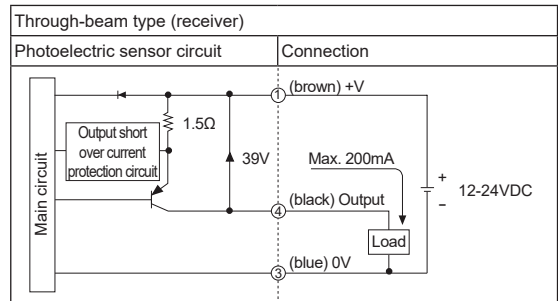 Through-beam type (receiver)
Photoelectric sensor circuit
Connection
① (brown) +V
1.5Ω
Output short
over current
protection circuit
39V
Max. 200mA
+
12-24VDC
-
Main circuit
④ (black) Output
Load
③ (blue) 0V